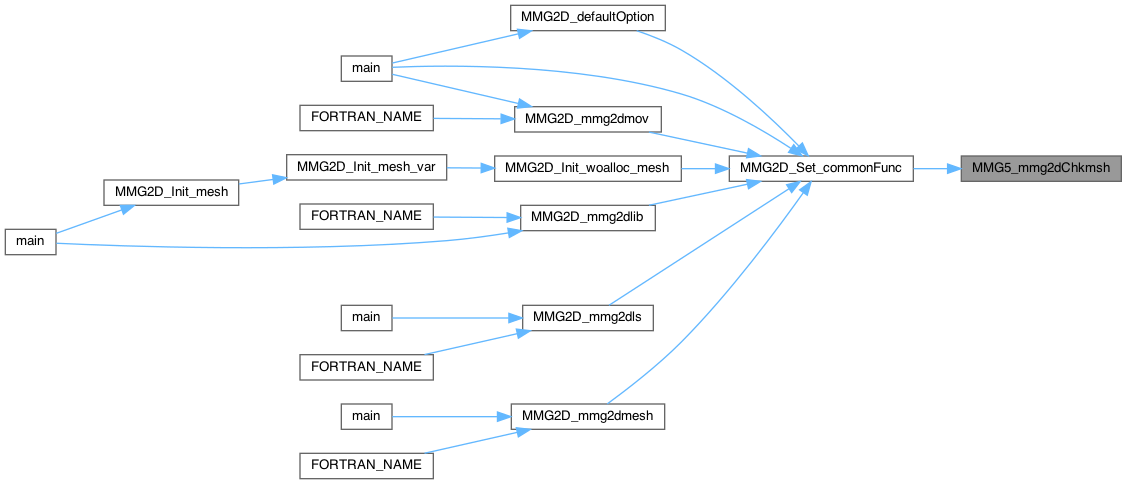 MMG2D_defaultOption
main
FORTRAN_NAME
MMG2D_mmg2dmov
MMG2D_Init_mesh_var
MMG2D_Init_woalloc_mesh
MMG2D_Set_commonFunc
MMG5_mmg2dChkmsh
MMG2D_Init_mesh
FORTRAN_NAME
MMG2D_mmg2dlib
main
main
MMG2D_mmg2dls
FORTRAN_NAME
main
MMG2D_mmg2dmesh
FORTRAN_NAME